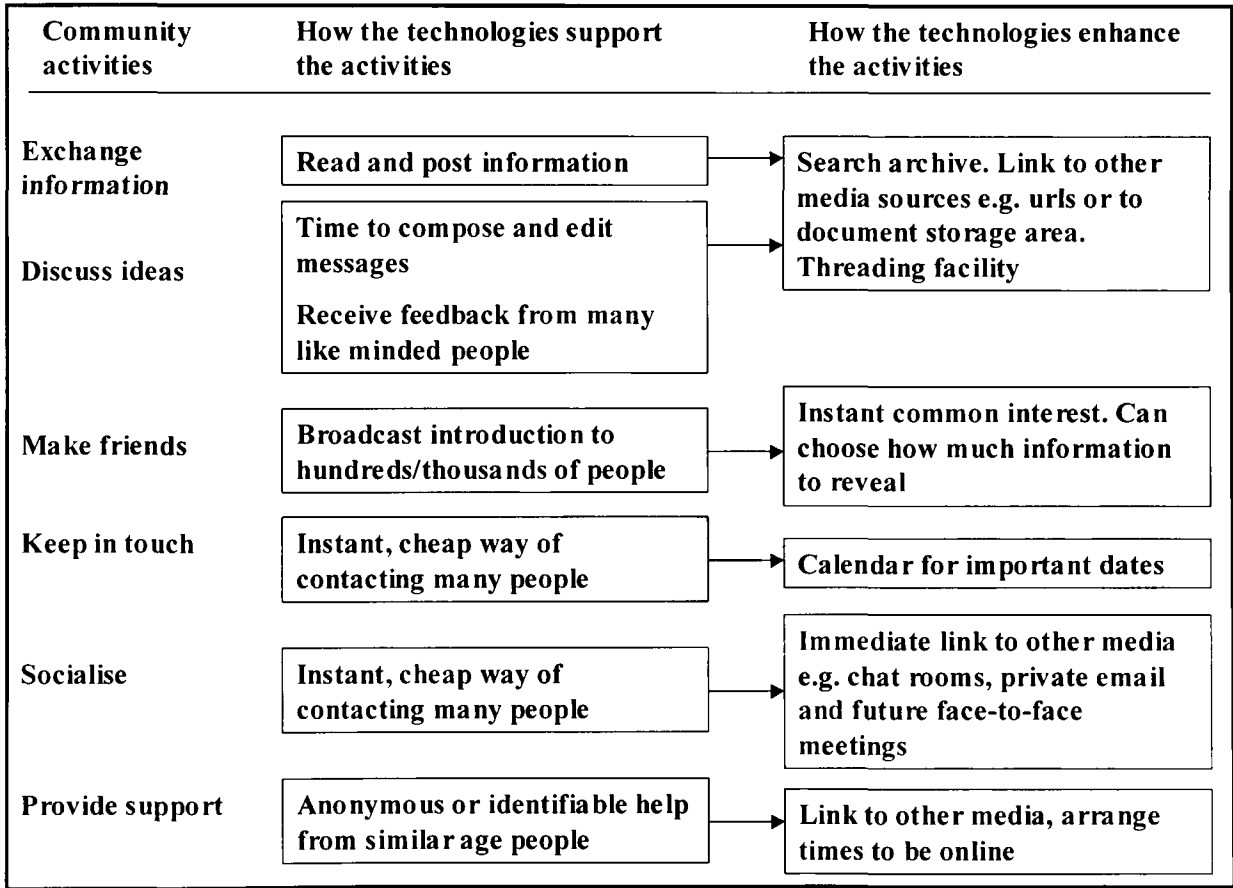 Community
activities
How the technologies support
the activities
How the technologies enhance
the activities
Exchange
information
Read and post information
Search archive. Link to other
media sources e.g. urls or to
document storage area.
Threading facility
Discuss ideas
Time to compose and edit
messages
Receive feedback from many
like minded people
Make friends
Broadcast introduction to
hundreds/thousands of people
Instant common interest. Can
choose how much information
to reveal
Keep in touch
Instant, cheap way of
contacting many people
Calendar for important dates
Socialise
Instant, cheap way of
contacting many people
Immediate link to other media
e.g. chat rooms, private email
and future face-to-face
meetings
Provide support
Anonymous or identifiable help
from similar age people
Link to other media, arrange
times to be online